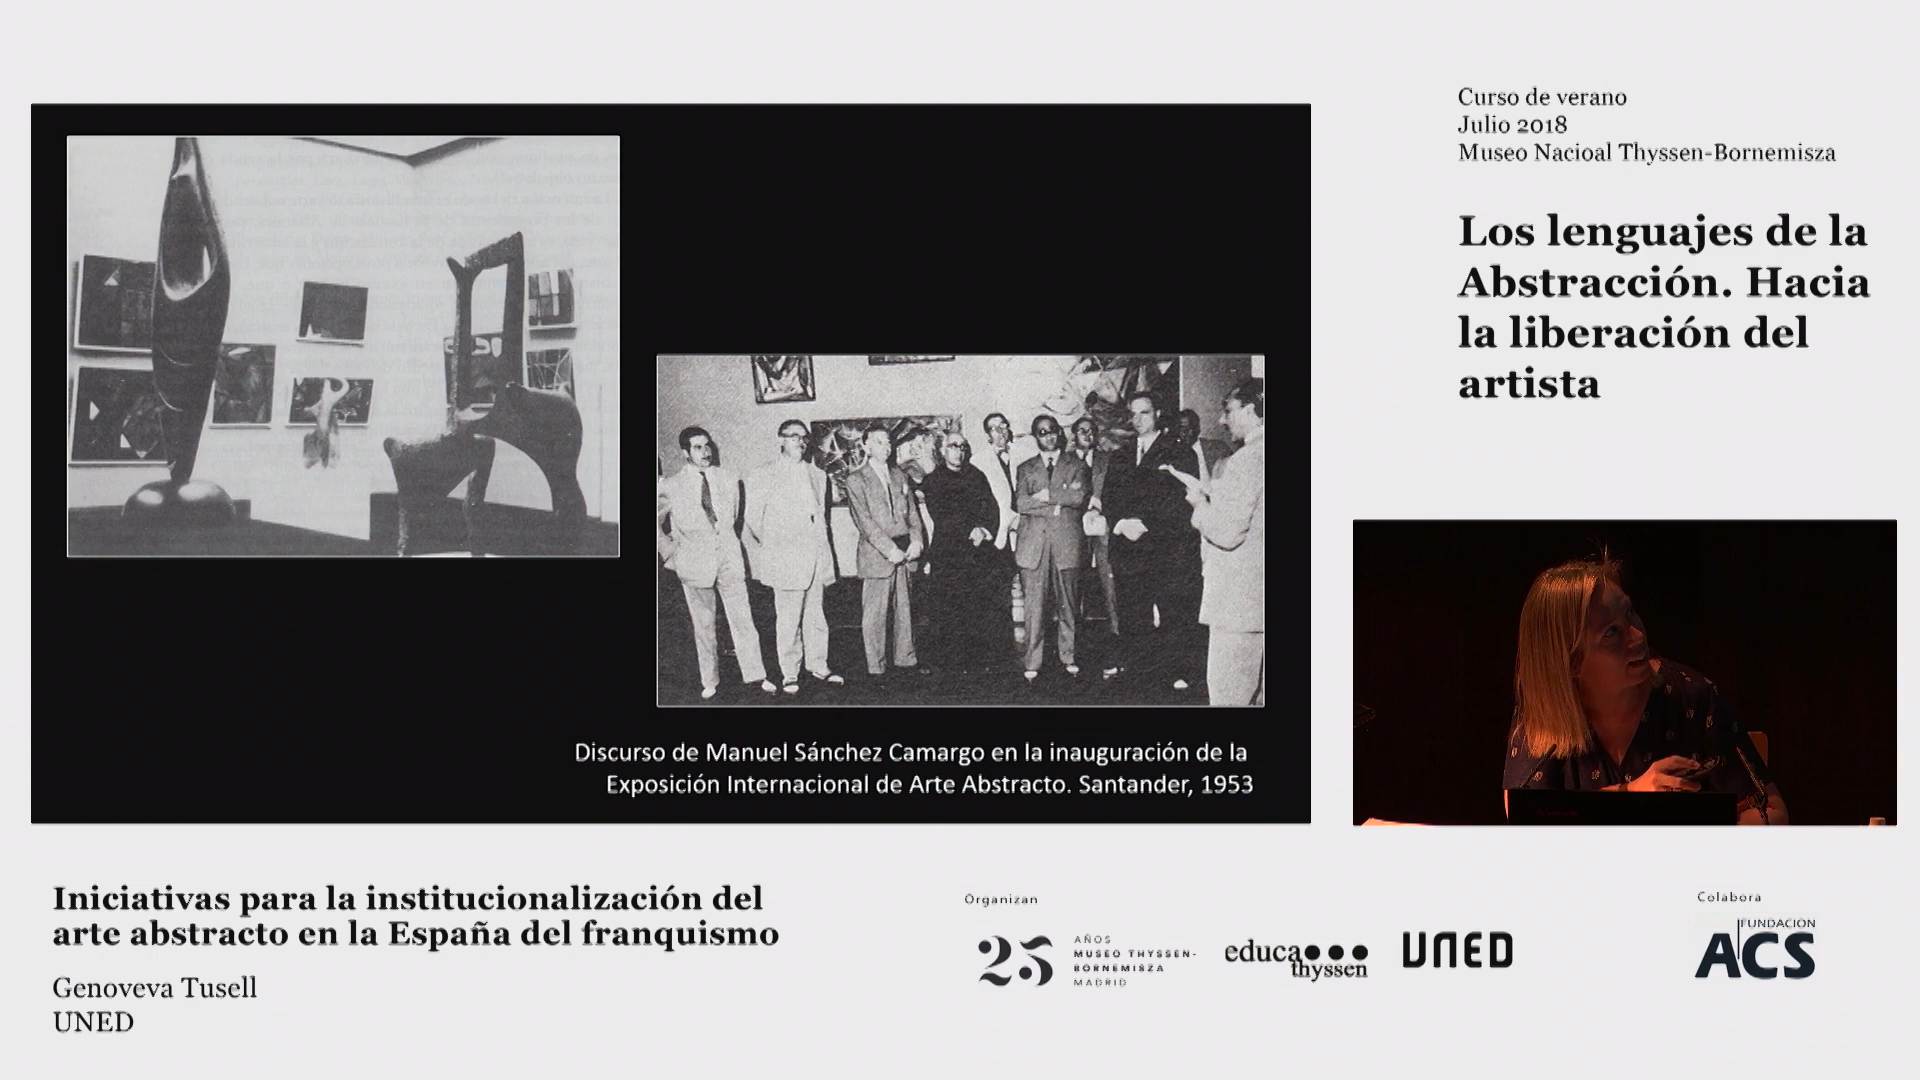 Curso de verano
Julio 2018
Museo Nacioal Thyssen-Bornemisza
Los lenguajes de la
Abstracción. Hacia
la liberación del
artista
Discurso de Manuel Sánchez Camargo en la inauguración de la
Exposición Internacional de Arte Abstracto. Santander, 1953
Iniciativas para la institucionalización del
arte abstracto en la España del franquismo
Genoveva Tusell
UNED
Organizan
25
AÑOS
MUSEO THYSSEN-
BORNEMISZA
MADRID
educa
thyssen
UNED
Colabora
FUNDACIÓN
ACS